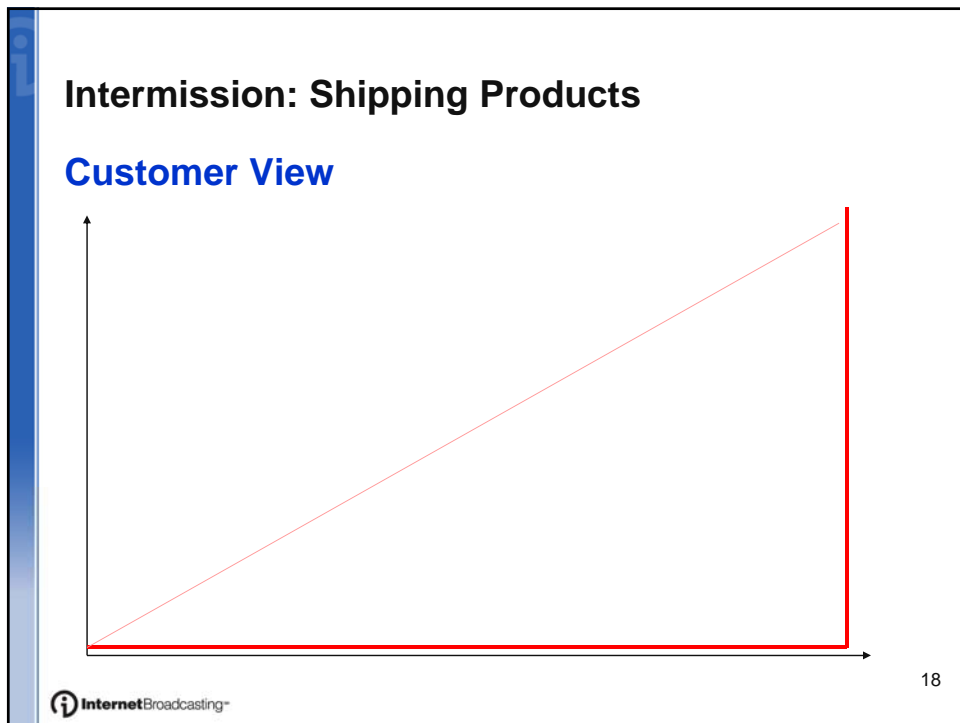 Intermission: Shipping Products
Customer View
18
InternetBroadcasting